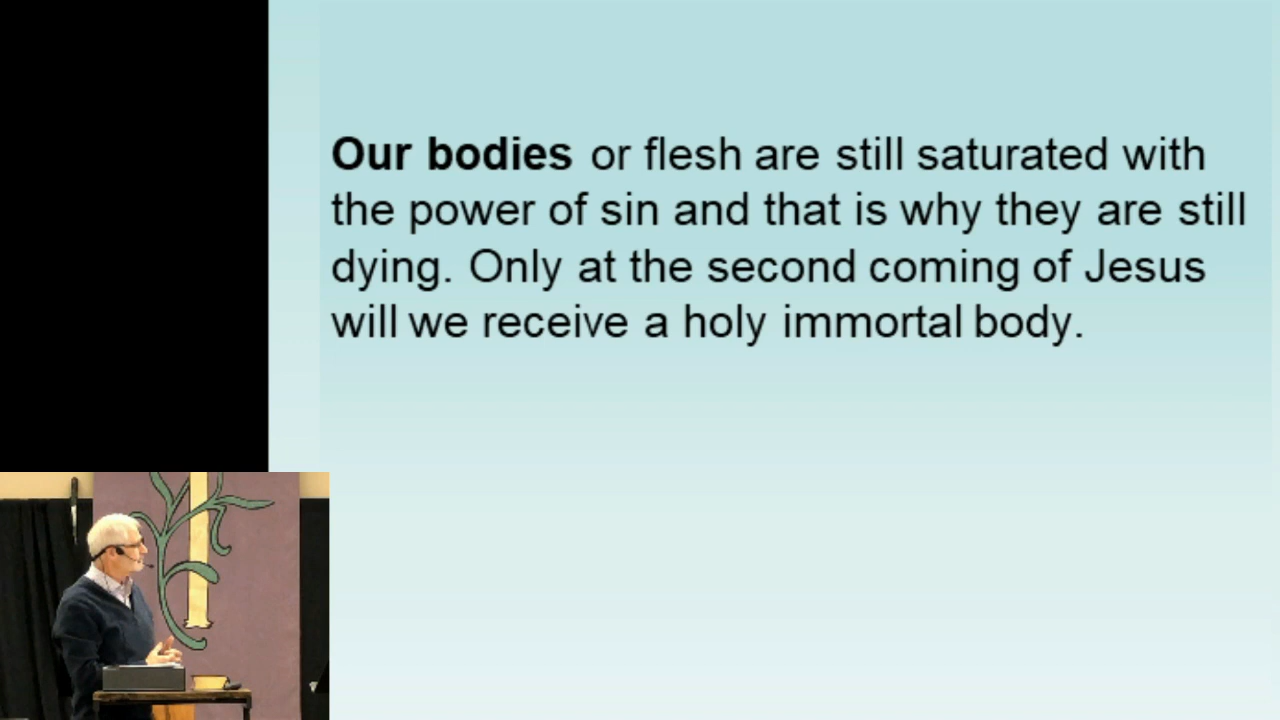 Our bodies or flesh are still saturated with
the power of sin and that is why they are still
dying. Only at the second coming of Jesus
will we receive a holy immortal body.